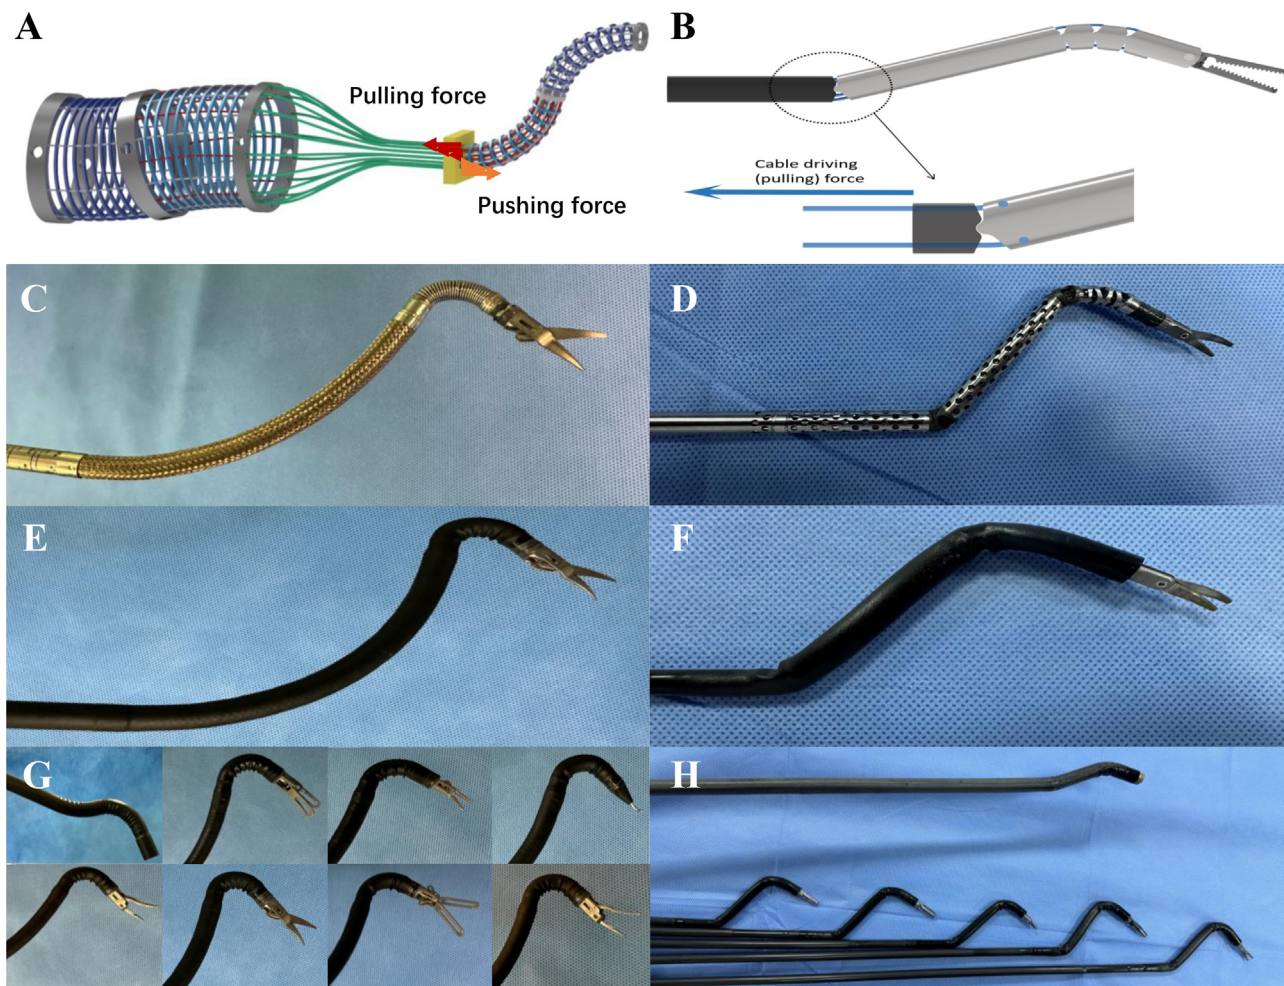 A
Pulling force
Pushing force
B
Cable driving
(pulling) force
C
D
E
F
G
H